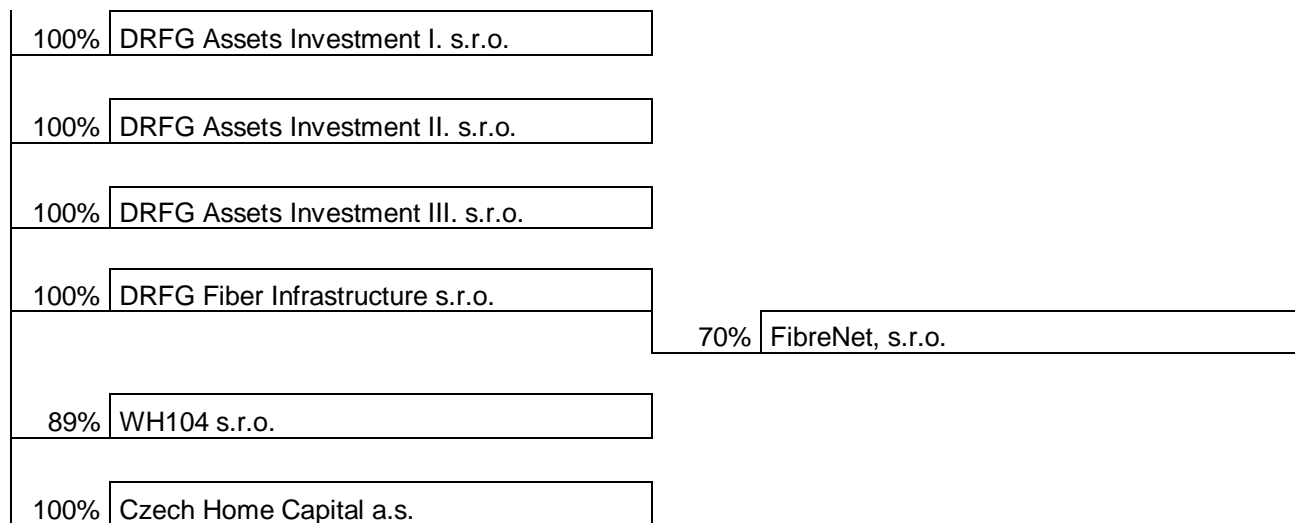 100% DRFG Assets Investment I. s.r.o.
100% DRFG Assets Investment II. s.r.o.
100% DRFG Assets Investment III. s.r.o.
100% DRFG Fiber Infrastructure s.r.o.
70% FibreNet, s.r.o.
89% WH104 s.r.o.
100% Czech Home Capital a.s.